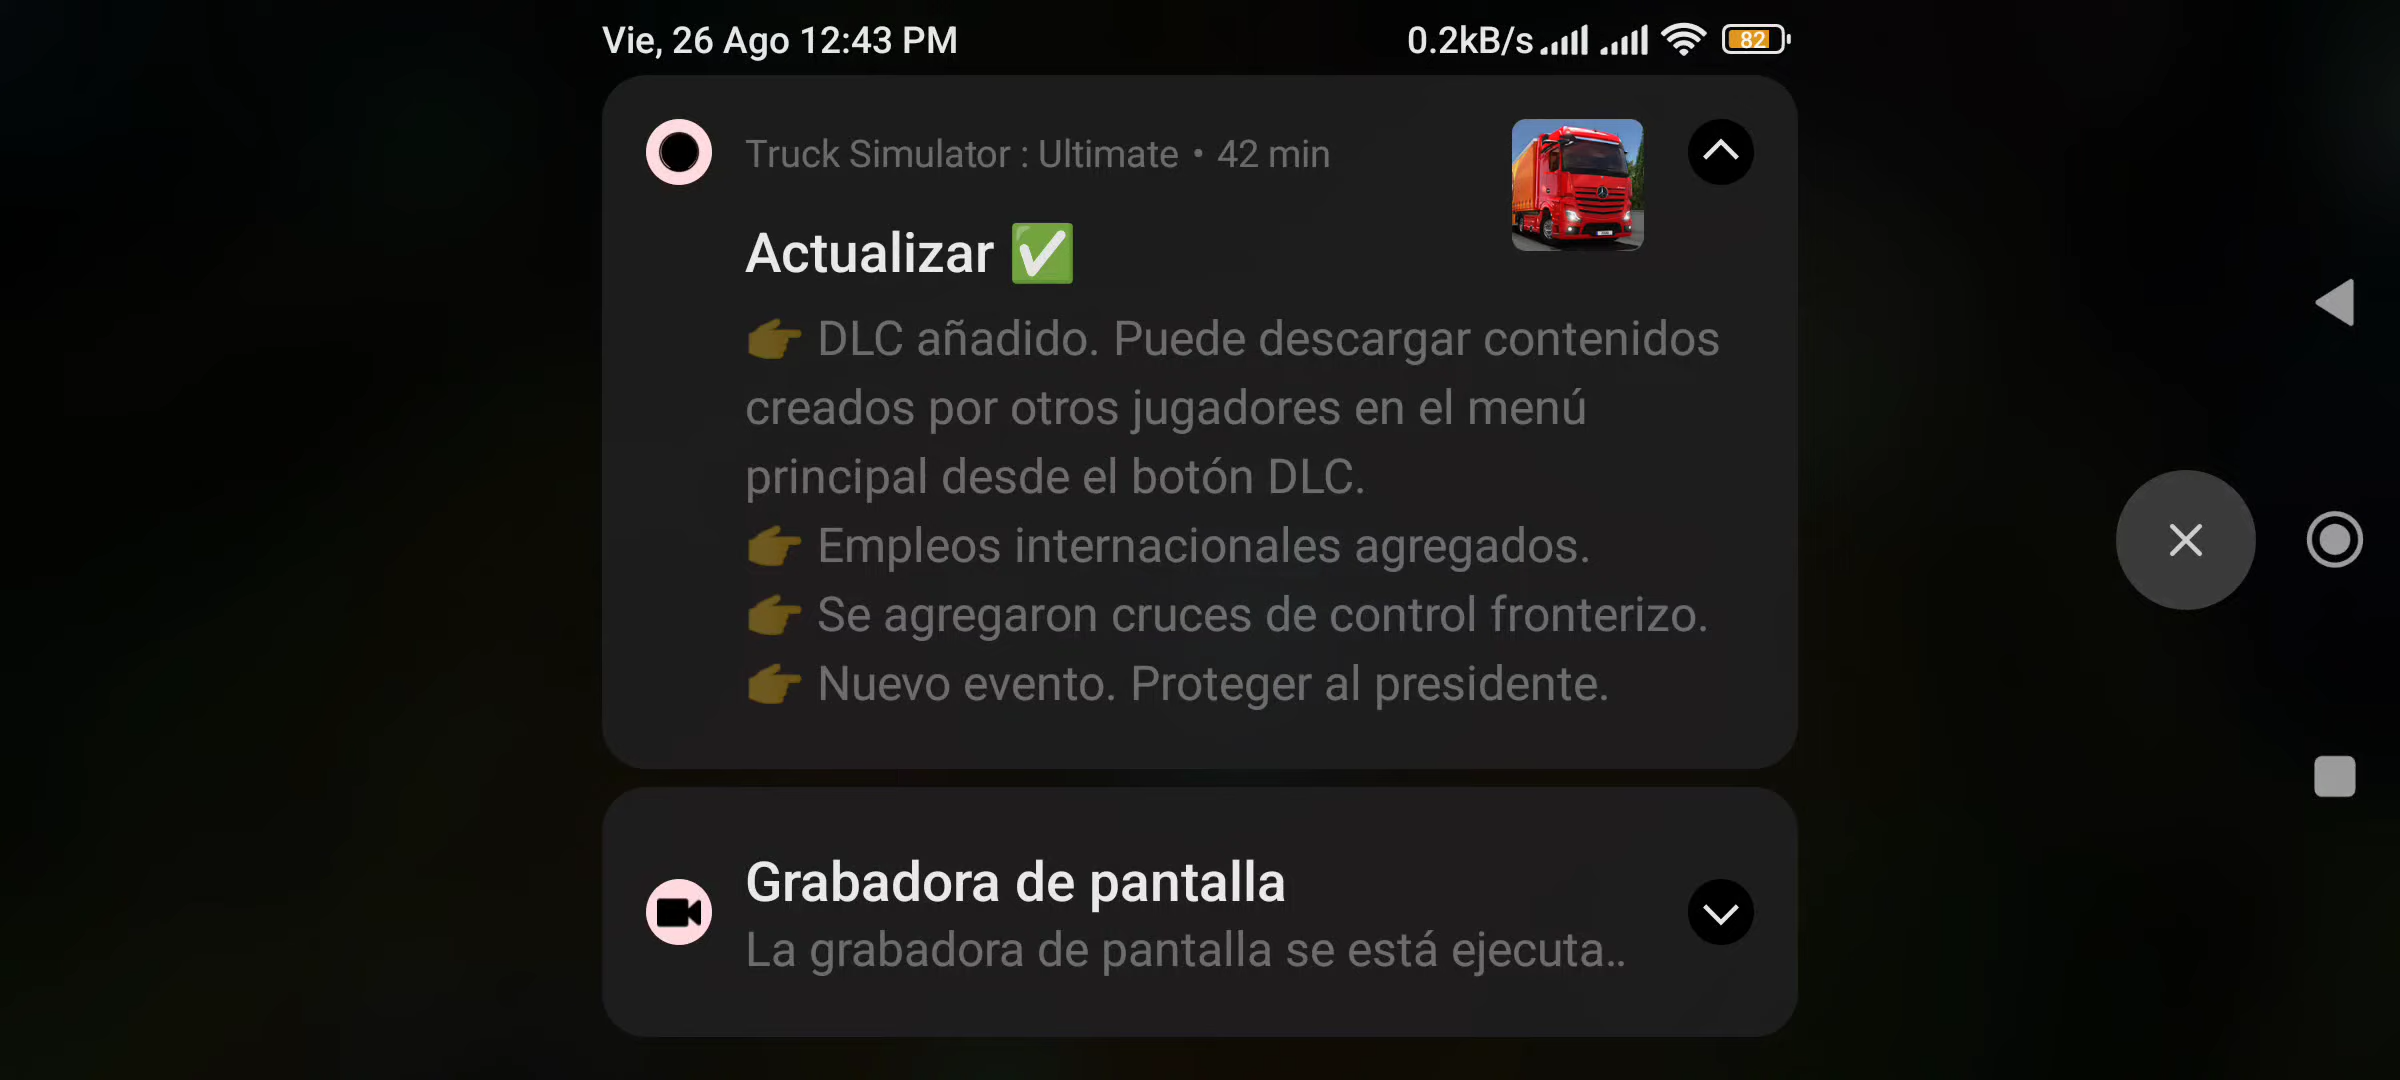 Vie, 26 Ago 12:43 PM
0.2kB/s 82
Truck Simulator : Ultimate • 42 min
Actualizar ✅
👉 DLC añadido. Puede descargar contenidos
creados por otros jugadores en el menú
principal desde el botón DLC.
👉 Empleos internacionales agregados.
👉 Se agregaron cruces de control fronterizo.
👉 Nuevo evento. Proteger al presidente.
Grabadora de pantalla
La grabadora de pantalla se está ejecuta..